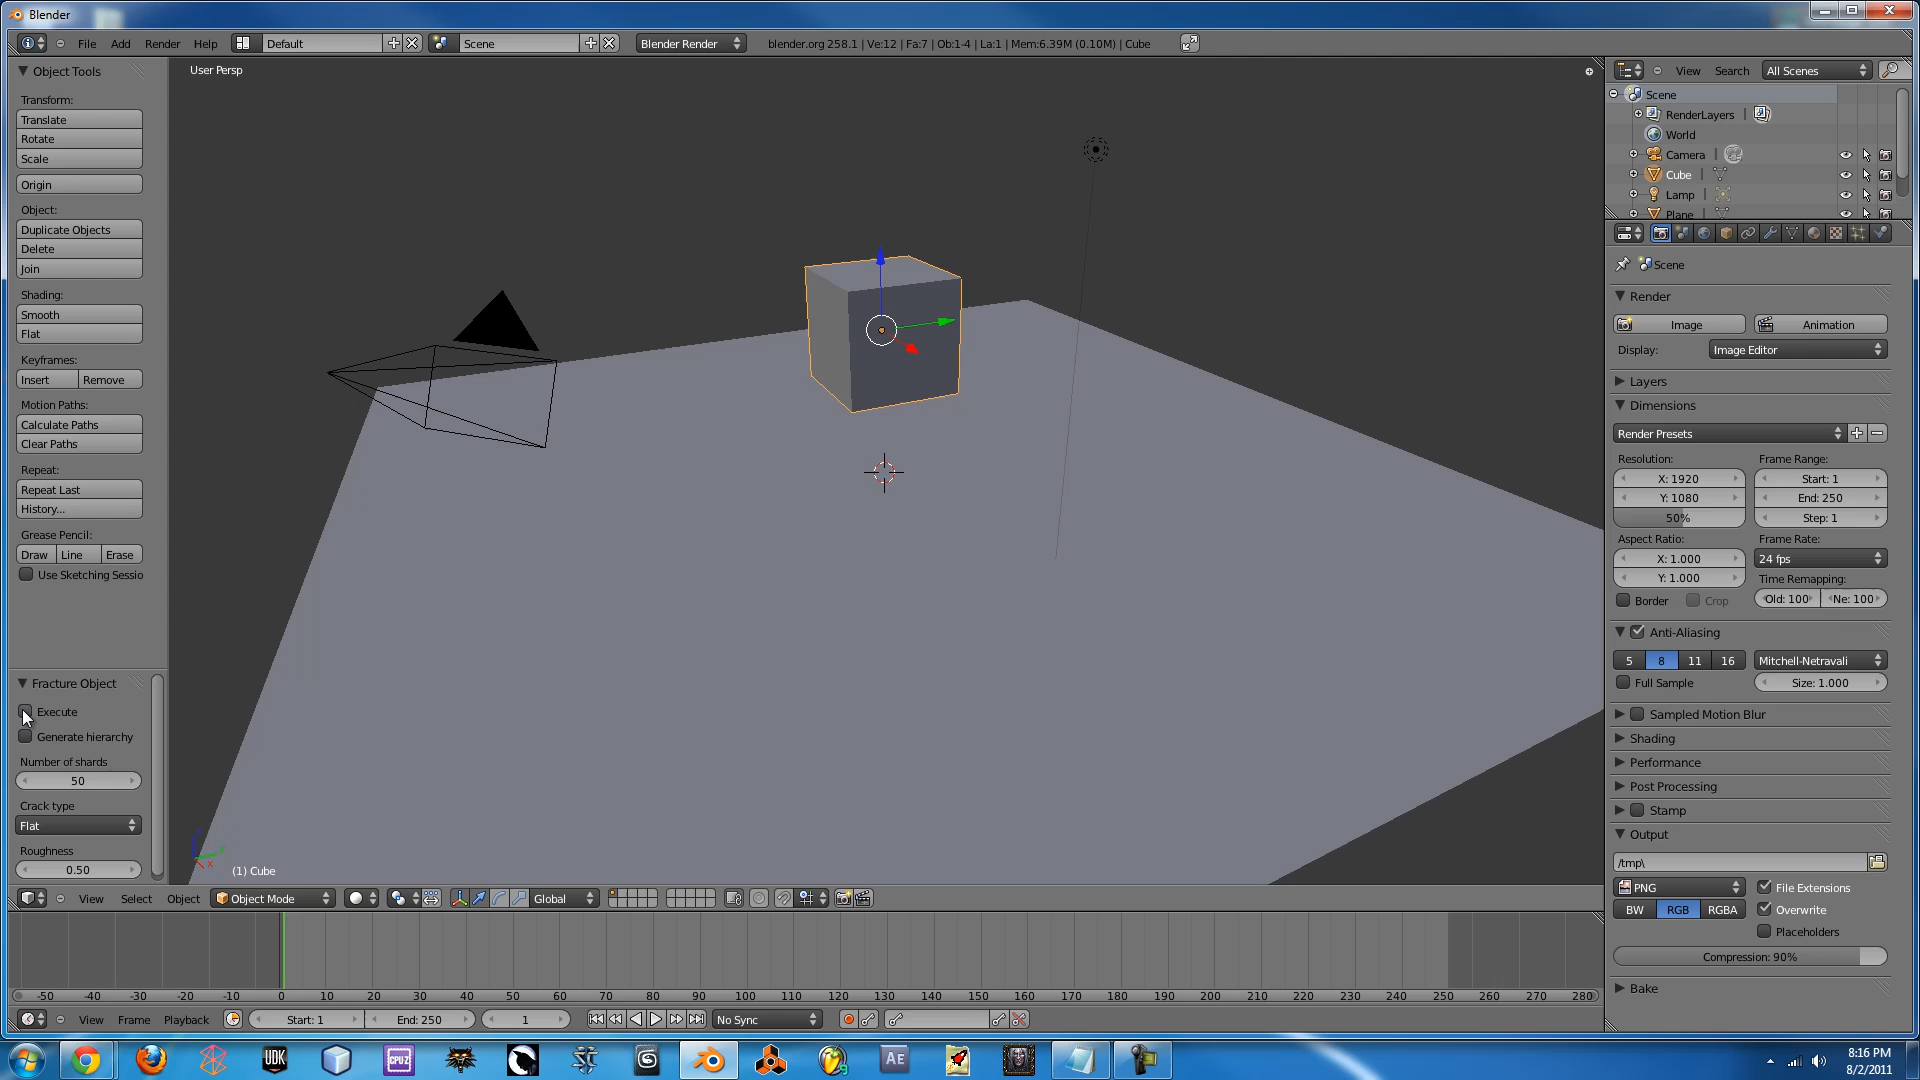 Blender
File Add Render Help Default Scene Blender Render blender.org 258.1 | Ve:12 | Fa:7 | Ob:1-4 | La:1 | Mem:6.39M (0.10M) | Cube
Object Tools
Transform:
Translate
Rotate
Scale
Origin
Object:
Duplicate Objects
Delete
Join
Shading:
Smooth
Flat
Keyframes:
Insert Remove
Motion Paths:
Calculate Paths
Clear Paths
Repeat:
Repeat Last
History...
Grease Pencil:
Draw Line Erase
Use Sketching Sessio
Fracture Object
Execute
Generate hierarchy
Number of shards
50
Crack type
Flat
Roughness
0.50
User Persp
(1) Cube
View Select Object Object Mode Global
-50 -40 -30 -20 -10 0 10 20 30 40 50 60 70 80 90 100 110 120 130 140 150 160 170 180 190 200 210 220 230 240 250 260 270 280
View Frame Playback Start: 1 End: 250 1 No Sync
View Search All Scenes
Scene
RenderLayers
World
Camera
Cube
Lamp
Plane
Scene
Render
Image Animation
Display: Image Editor
Layers
Dimensions
Render Presets
Resolution: Frame Range:
X: 1920 Start: 1
Y: 1080 End: 250
50% Step: 1
Aspect Ratio: Frame Rate:
X: 1.000 24 fps
Y: 1.000 Time Remapping:
Border Crop Old: 100 Ne: 100
Anti-Aliasing
5 8 11 16 Mitchell-Netravali
Full Sample Size: 1.000
Sampled Motion Blur
Shading
Performance
Post Processing
Stamp
Output
/tmp\
PNG File Extensions
BW RGB RGBA Overwrite
Placeholders
Compression: 90%
Bake
UDK CPU-Z AE
8:16 PM
8/2/2011